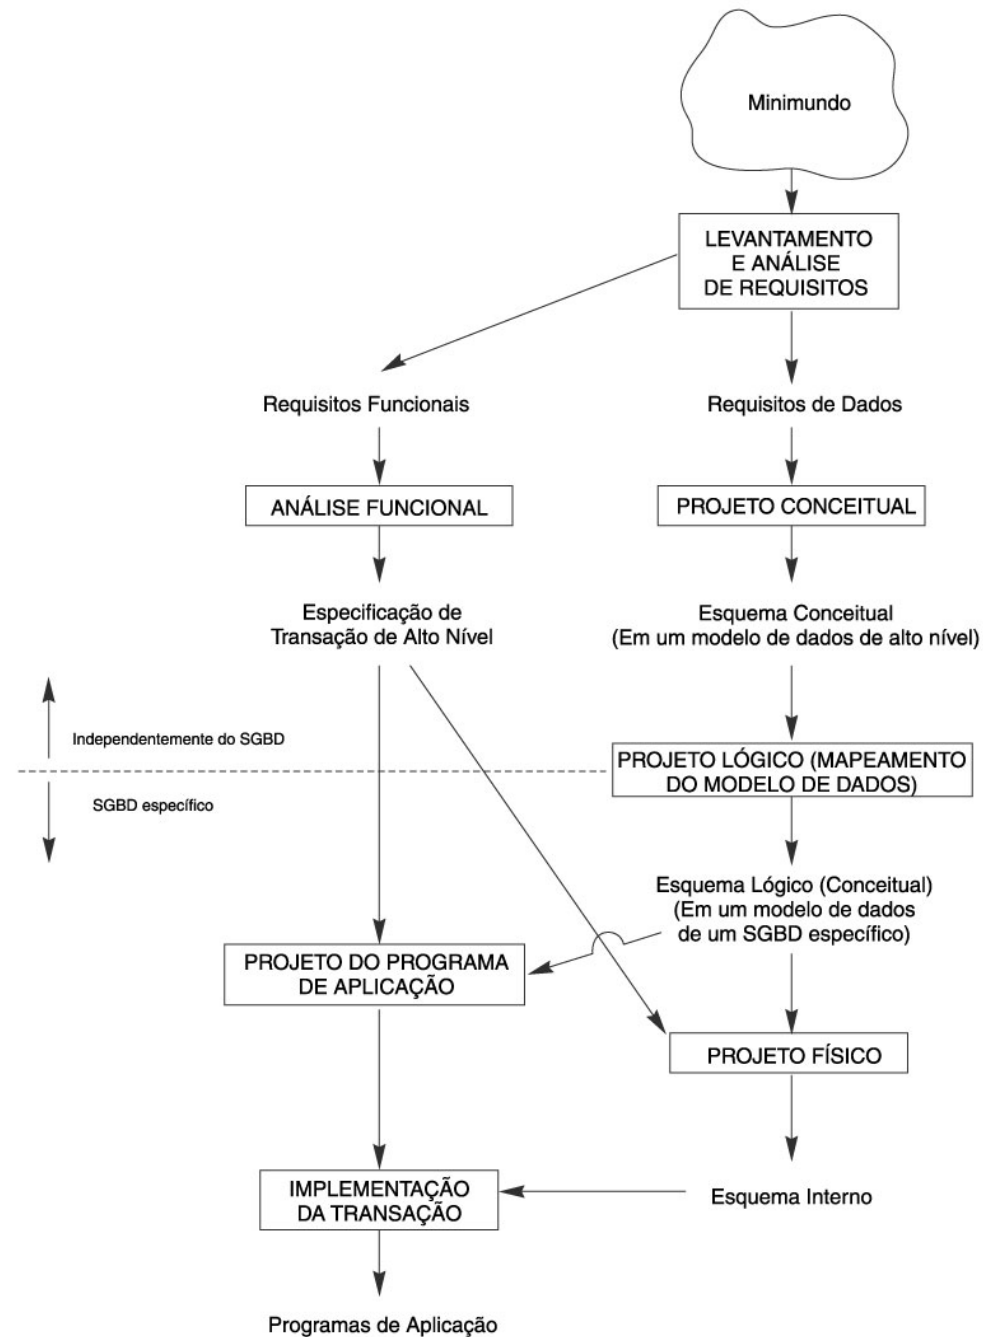 Minimundo
LEVANTAMENTO
E ANÁLISE
DE REQUISITOS
Requisitos Funcionais
Requisitos de Dados
ANÁLISE FUNCIONAL
PROJETO CONCEITUAL
Especificação de
Transação de Alto Nível
Esquema Conceitual
(Em um modelo de dados de alto nível)
Independentemente do SGBD
PROJETO LÓGICO (MAPEAMENTO
DO MODELO DE DADOS)
SGBD específico
Esquema Lógico (Conceitual)
(Em um modelo de dados
de um SGBD específico)
PROJETO DO PROGRAMA
DE APLICAÇÃO
PROJETO FÍSICO
IMPLEMENTAÇÃO
DA TRANSAÇÃO
Esquema Interno
Programas de Aplicação